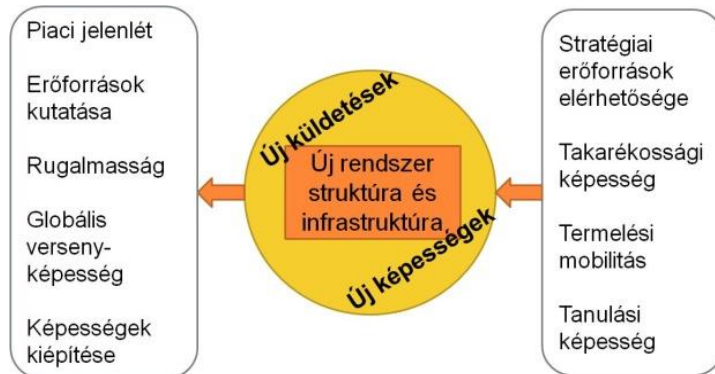 Piaci jelenlét
Erőforrások
kutatása
Rugalmasság
Globális
verseny-
képesség
Képességek
kiépítése
Új küldetések
Új rendszer
struktúra és
infrastruktúra
Új képességek
Stratégiai
erőforrások
elérhetősége
Takarékossági
képesség
Termelési
mobilitás
Tanulási
képesség